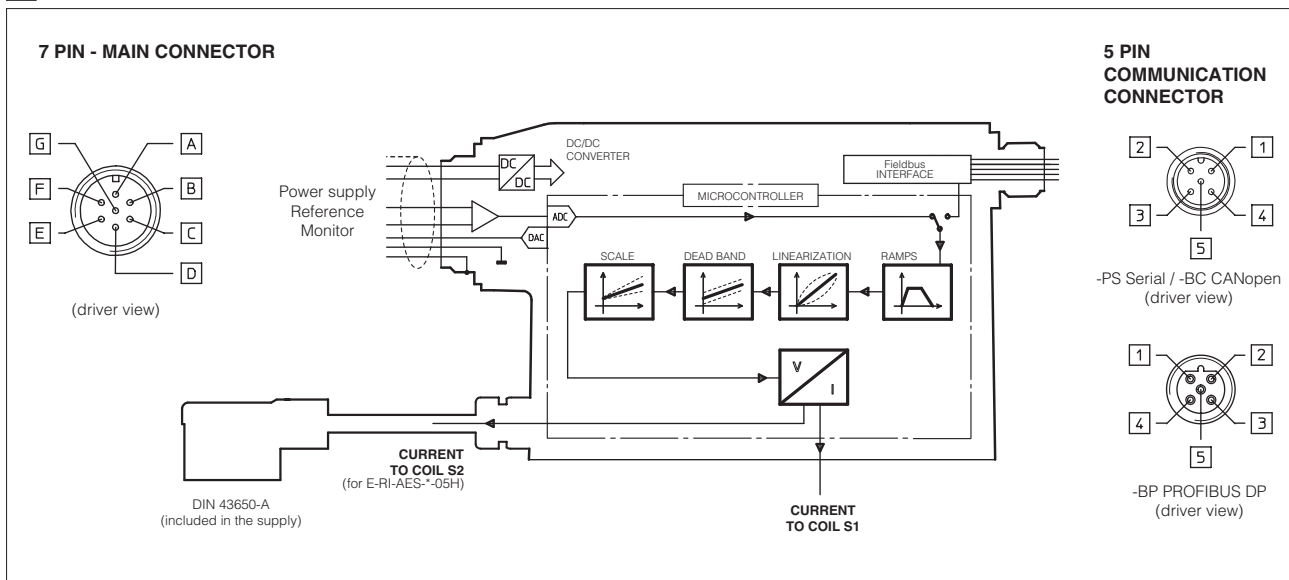 7 PIN - MAIN CONNECTOR
G
A
F
B
E
C
D
(driver view)
Power supply
Reference
Monitor
DC
DC
DC/DC
CONVERTER
Fieldbus
INTERFACE
MICROCONTROLLER
ADC
DAC
SCALE
DEAD BAND
LINEARIZATION
RAMPS
V
I
CURRENT
TO COIL S2
(for E-RI-AES-*-05H)
DIN 43650-A
(included in the supply)
CURRENT
TO COIL S1
5 PIN
COMMUNICATION
CONNECTOR
2
1
3
4
5
-PS Serial / -BC CANopen
(driver view)
1
2
4
3
5
-BP PROFIBUS DP
(driver view)